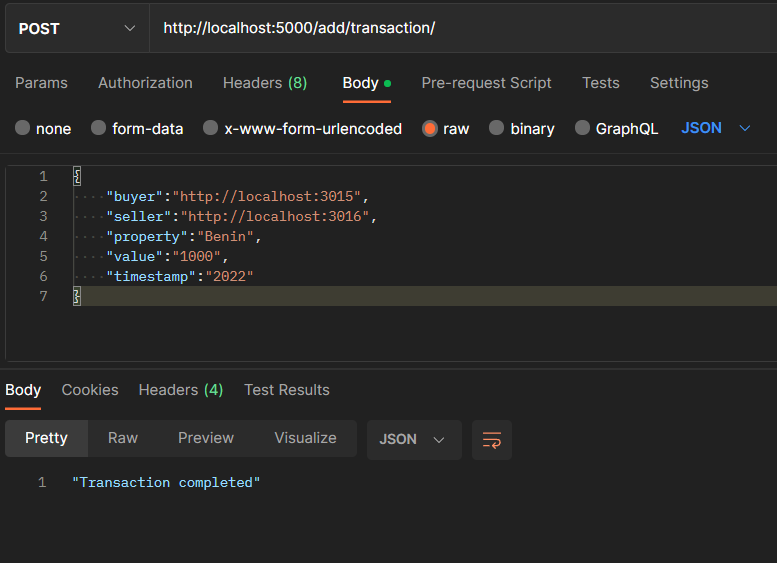 POST http://localhost:5000/add/transaction/
Params Authorization Headers (8) Body Pre-request Script Tests Settings
none form-data x-www-form-urlencoded raw binary GraphQL JSON
1 {
2 "buyer":"http://localhost:3015",
3 "seller":"http://localhost:3016",
4 "property":"Benin",
5 "value":"1000",
6 "timestamp":"2022"
7 }
Body Cookies Headers (4) Test Results
Pretty Raw Preview Visualize JSON
1 "Transaction completed"